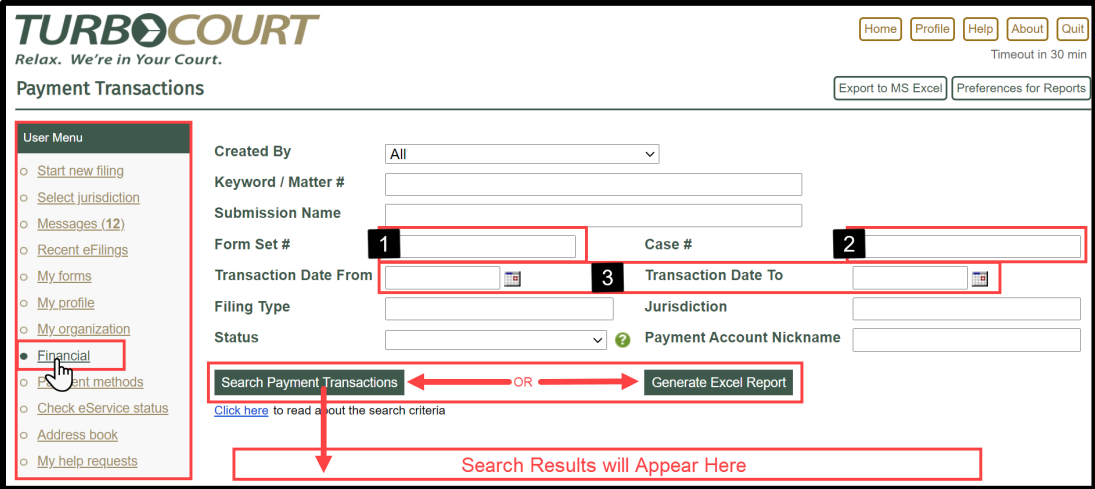 TURBOCOURT
Relax. We're in Your Court.
Home Profile Help About Quit
Timeout in 30 min
Payment Transactions
Export to MS Excel Preferences for Reports
User Menu
Start new filing
Select jurisdiction
Messages (12)
Recent eFilings
My forms
My profile
My organization
Financial
Payment methods
Check eService status
Address book
My help requests
Created By All
Keyword / Matter #
Submission Name
Form Set # 1 Case # 2
Transaction Date From 3 Transaction Date To
Filing Type Jurisdiction
Status ? Payment Account Nickname
Search Payment Transactions OR Generate Excel Report
Click here to read about the search criteria
Search Results will Appear Here